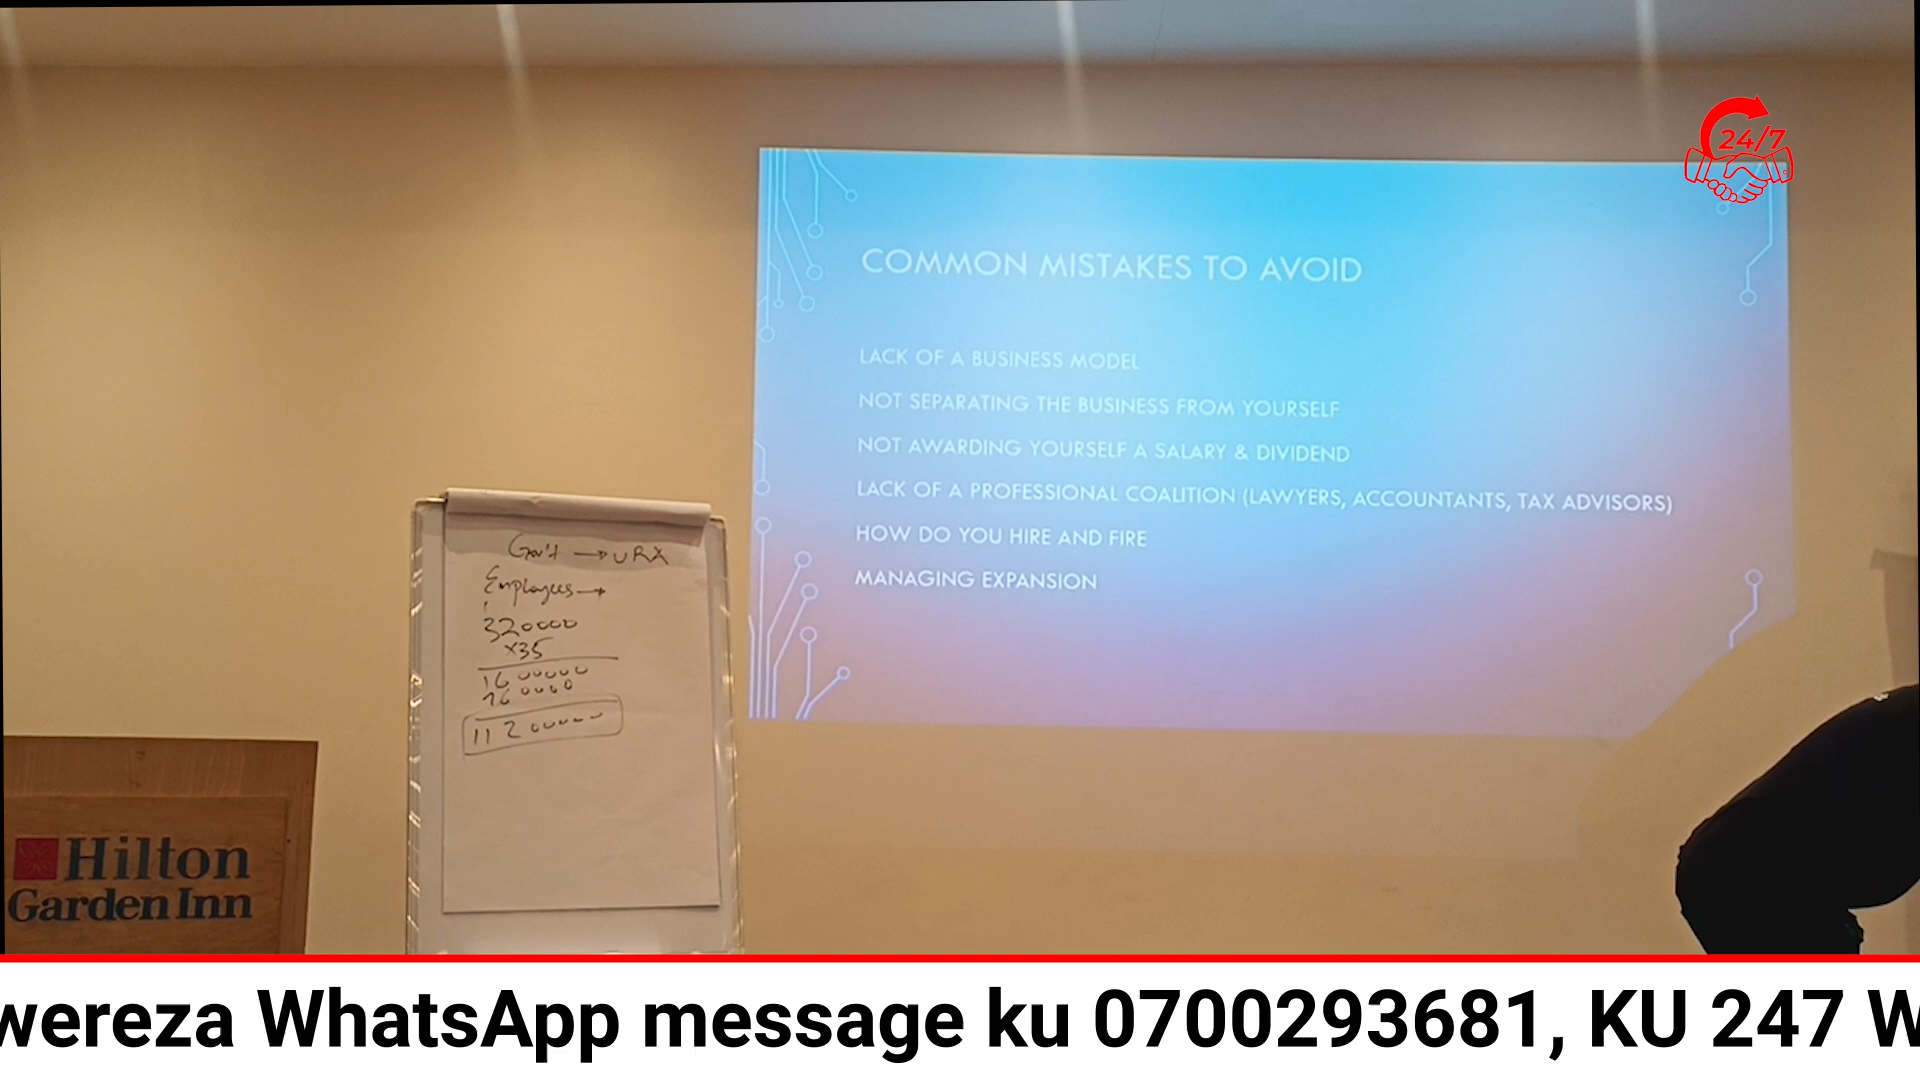 24/7
COMMON MISTAKES TO AVOID
LACK OF A BUSINESS MODEL
NOT SEPARATING THE BUSINESS FROM YOURSELF
NOT AWARDING YOURSELF A SALARY & DIVIDEND
LACK OF A PROFESSIONAL COALITION (LAWYERS, ACCOUNTANTS, TAX ADVISORS)
HOW DO YOU HIRE AND FIRE
MANAGING EXPANSION
Gov't → URA
Employees →
320000
×35
1600000
960000
11200000
Hilton
Garden Inn
wereza WhatsApp message ku 0700293681, KU 247 W